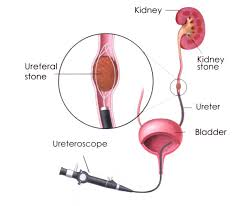 Kidney
Ureteral
stone
Kidney
stone
Ureter
Bladder
Ureteroscope